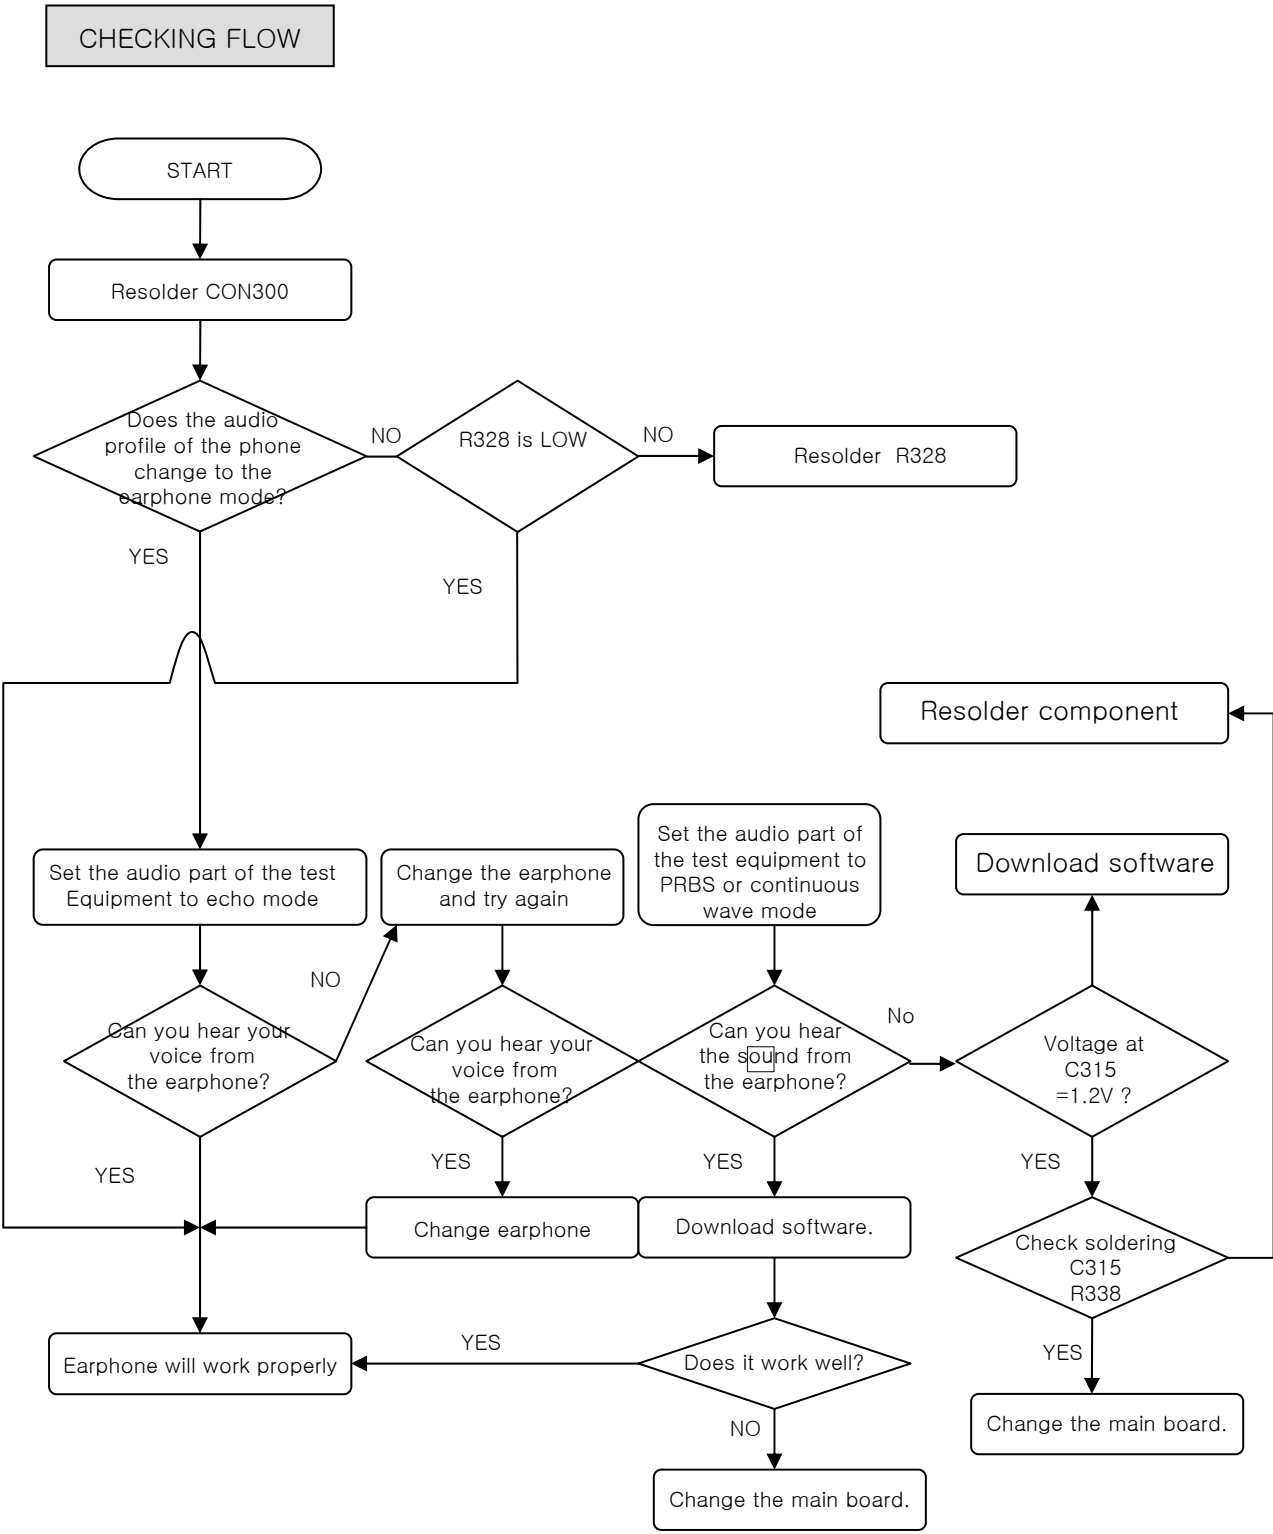 CHECKING FLOW
START
Resolder CON300
Does the audio
profile of the phone
change to the
earphone mode?
NO
R328 is LOW
NO
Resolder R328
YES
YES
Resolder component
Set the audio part of the test
Equipment to echo mode
Change the earphone
and try again
Set the audio part of
the test equipment to
PRBS or continuous
wave mode
Download software
NO
Can you hear your
voice from
the earphone?
Can you hear your
voice from
the earphone?
Can you hear
the sound from
the earphone?
No
Voltage at
C315
=1.2V ?
YES
YES
YES
YES
Change earphone
Download software.
Check soldering
C315
R338
Earphone will work properly
YES
Does it work well?
YES
NO
Change the main board.
Change the main board.